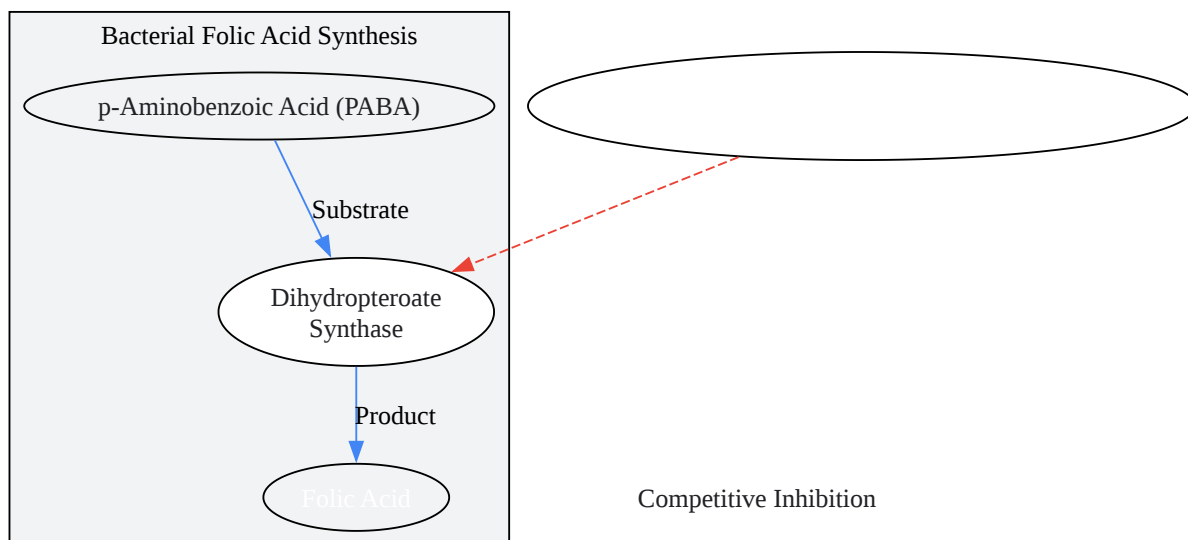 Bacterial Folic Acid Synthesis
p-Aminobenzoic Acid (PABA)
Substrate
Dihydropteroate
Synthase
Product
Folic Acid
Competitive Inhibition